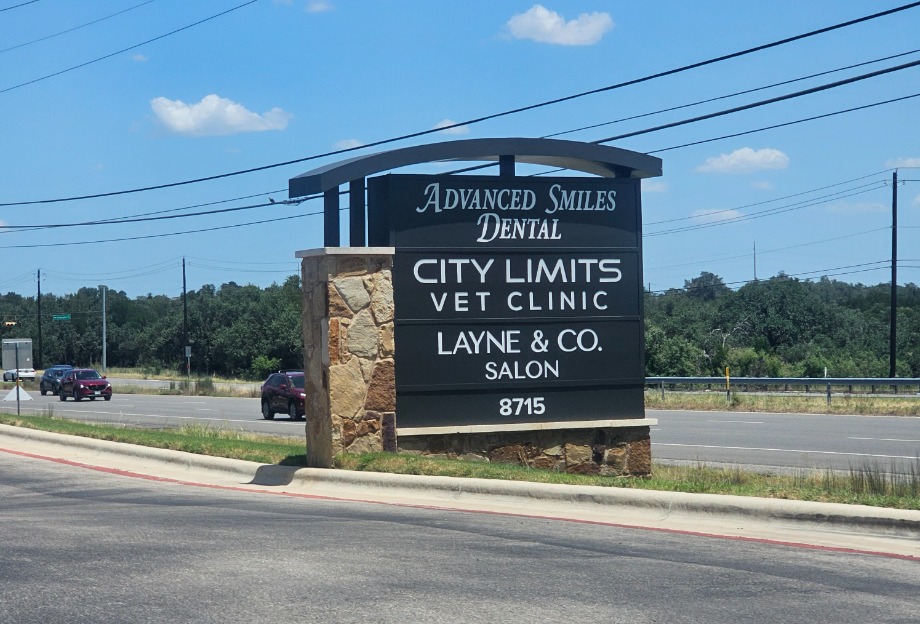 ADVANCED SMILES
DENTAL
CITY LIMITS
VET CLINIC
LAYNE & CO.
SALON
8715